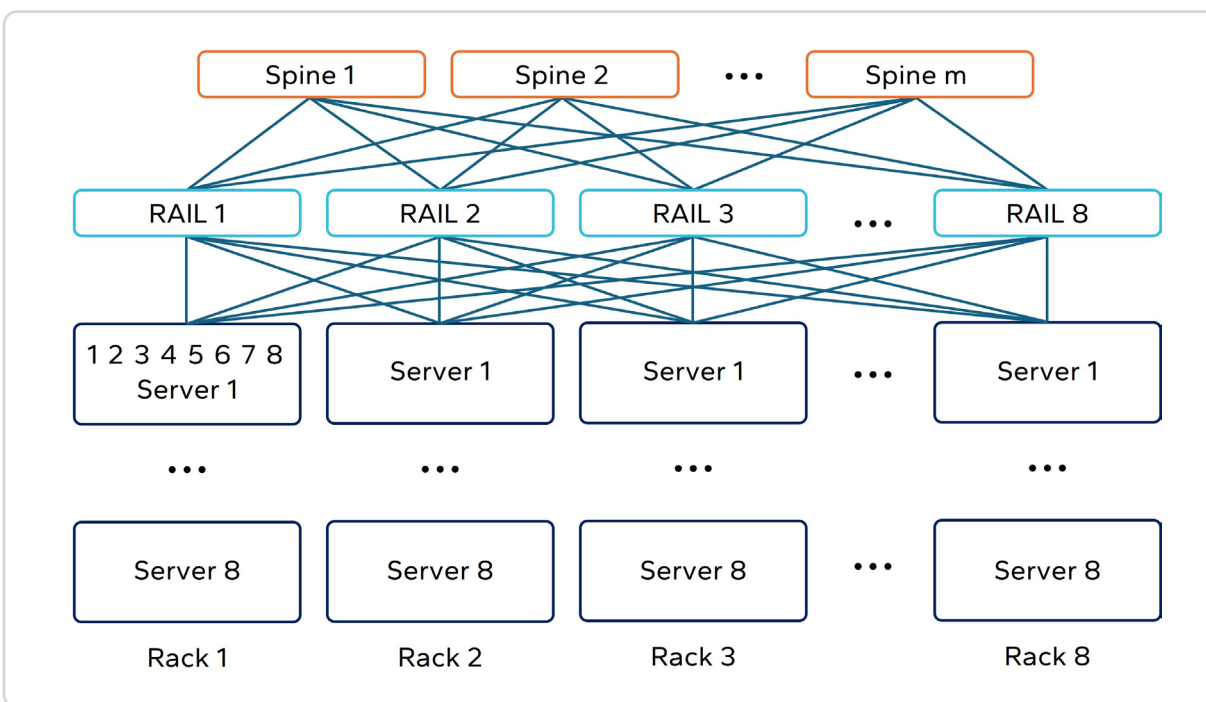 Spine 1 Spine 2 ••• Spine m
RAIL 1 RAIL 2 RAIL 3 ••• RAIL 8
1 2 3 4 5 6 7 8
Server 1 Server 1 Server 1 ••• Server 1
••• ••• ••• •••
Server 8 Server 8 Server 8 ••• Server 8
Rack 1 Rack 2 Rack 3 Rack 8